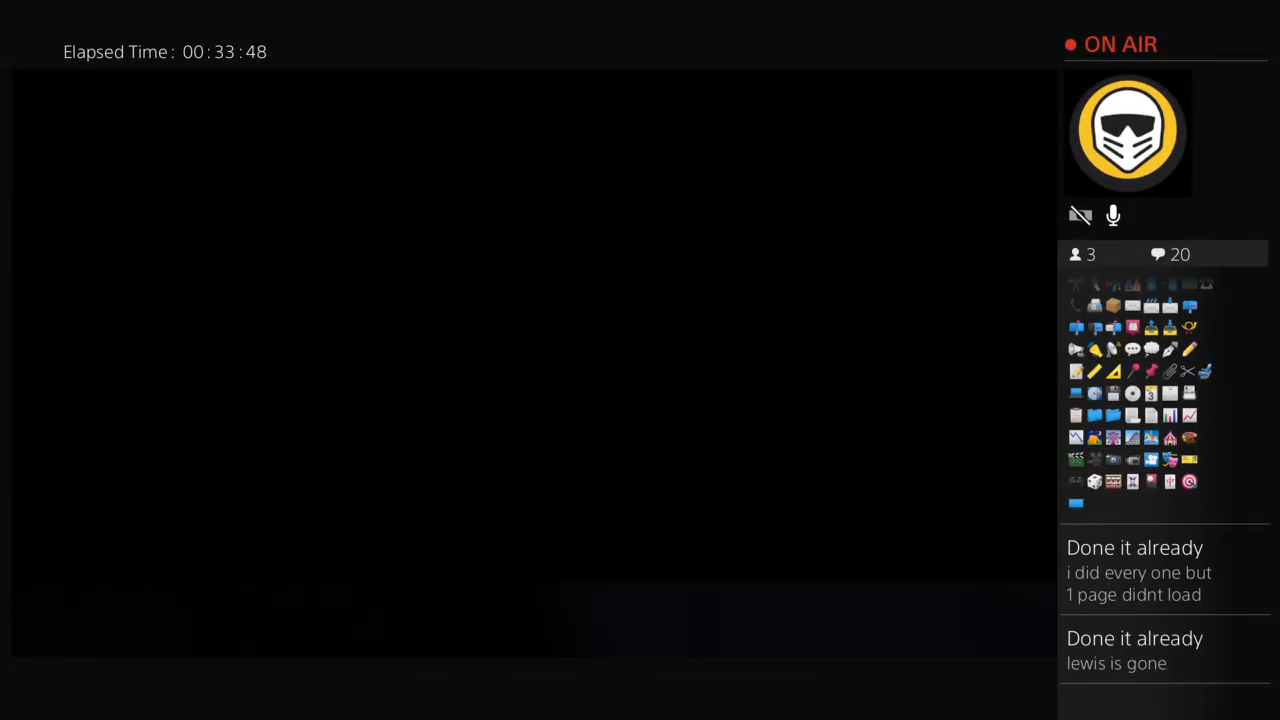 Elapsed Time: 00:33:48
ON AIR
3
20
Done it already
i did every one but
1 page didnt load
Done it already
lewis is gone